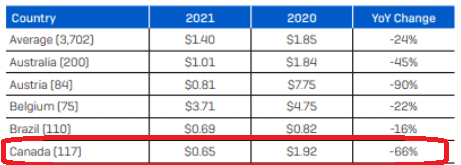 Country 2021 2020 YoY Change
Average (3,702) $1.40 $1.85 -24%
Australia (200) $1.01 $1.84 -45%
Austria (84) $0.81 $7.75 -90%
Belgium (75) $3.71 $4.75 -22%
Brazil (110) $0.69 $0.82 -16%
Canada (117) $0.65 $1.92 -66%